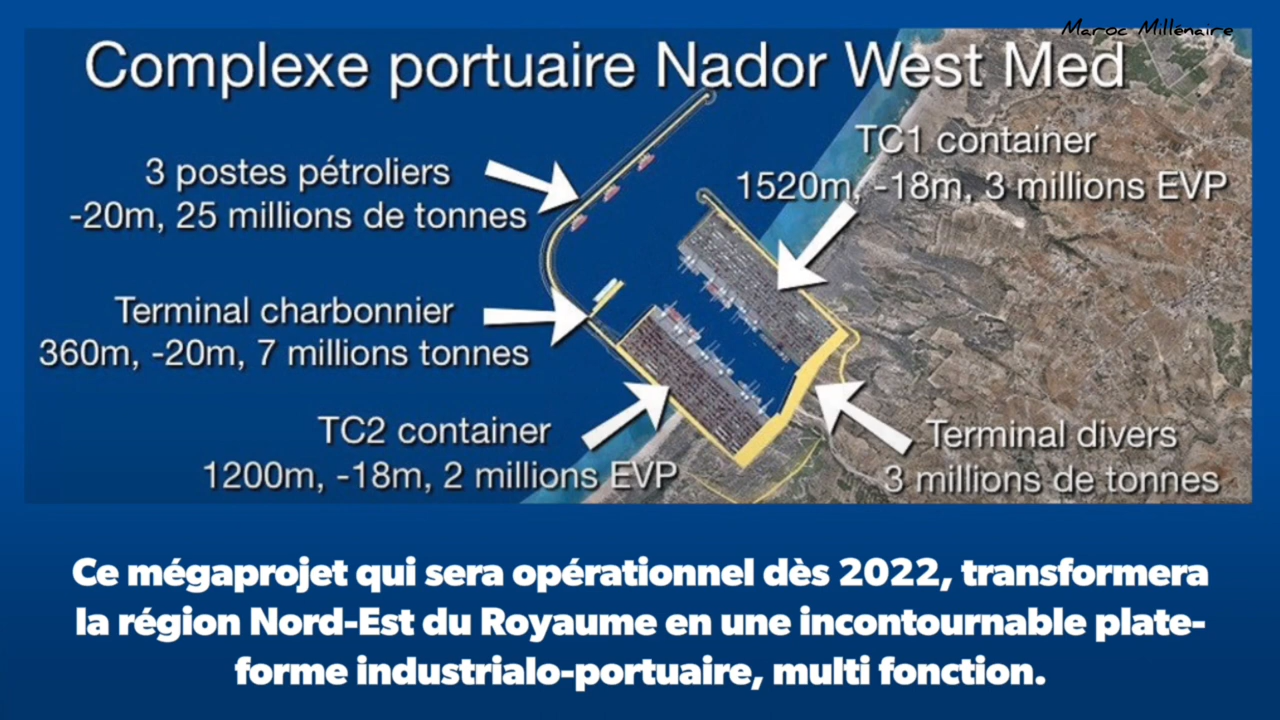 Maroc Millénaire
Complexe portuaire Nador West Med
3 postes pétroliers
-20m, 25 millions de tonnes
TC1 container
1520m, -18m, 3 millions EVP
Terminal charbonnier
360m, -20m, 7 millions tonnes
TC2 container
1200m, -18m, 2 millions EVP
Terminal divers
3 millions de tonnes
Ce mégaprojet qui sera opérationnel dès 2022, transformera
la région Nord-Est du Royaume en une incontournable plate-
forme industrialo-portuaire, multi fonction.